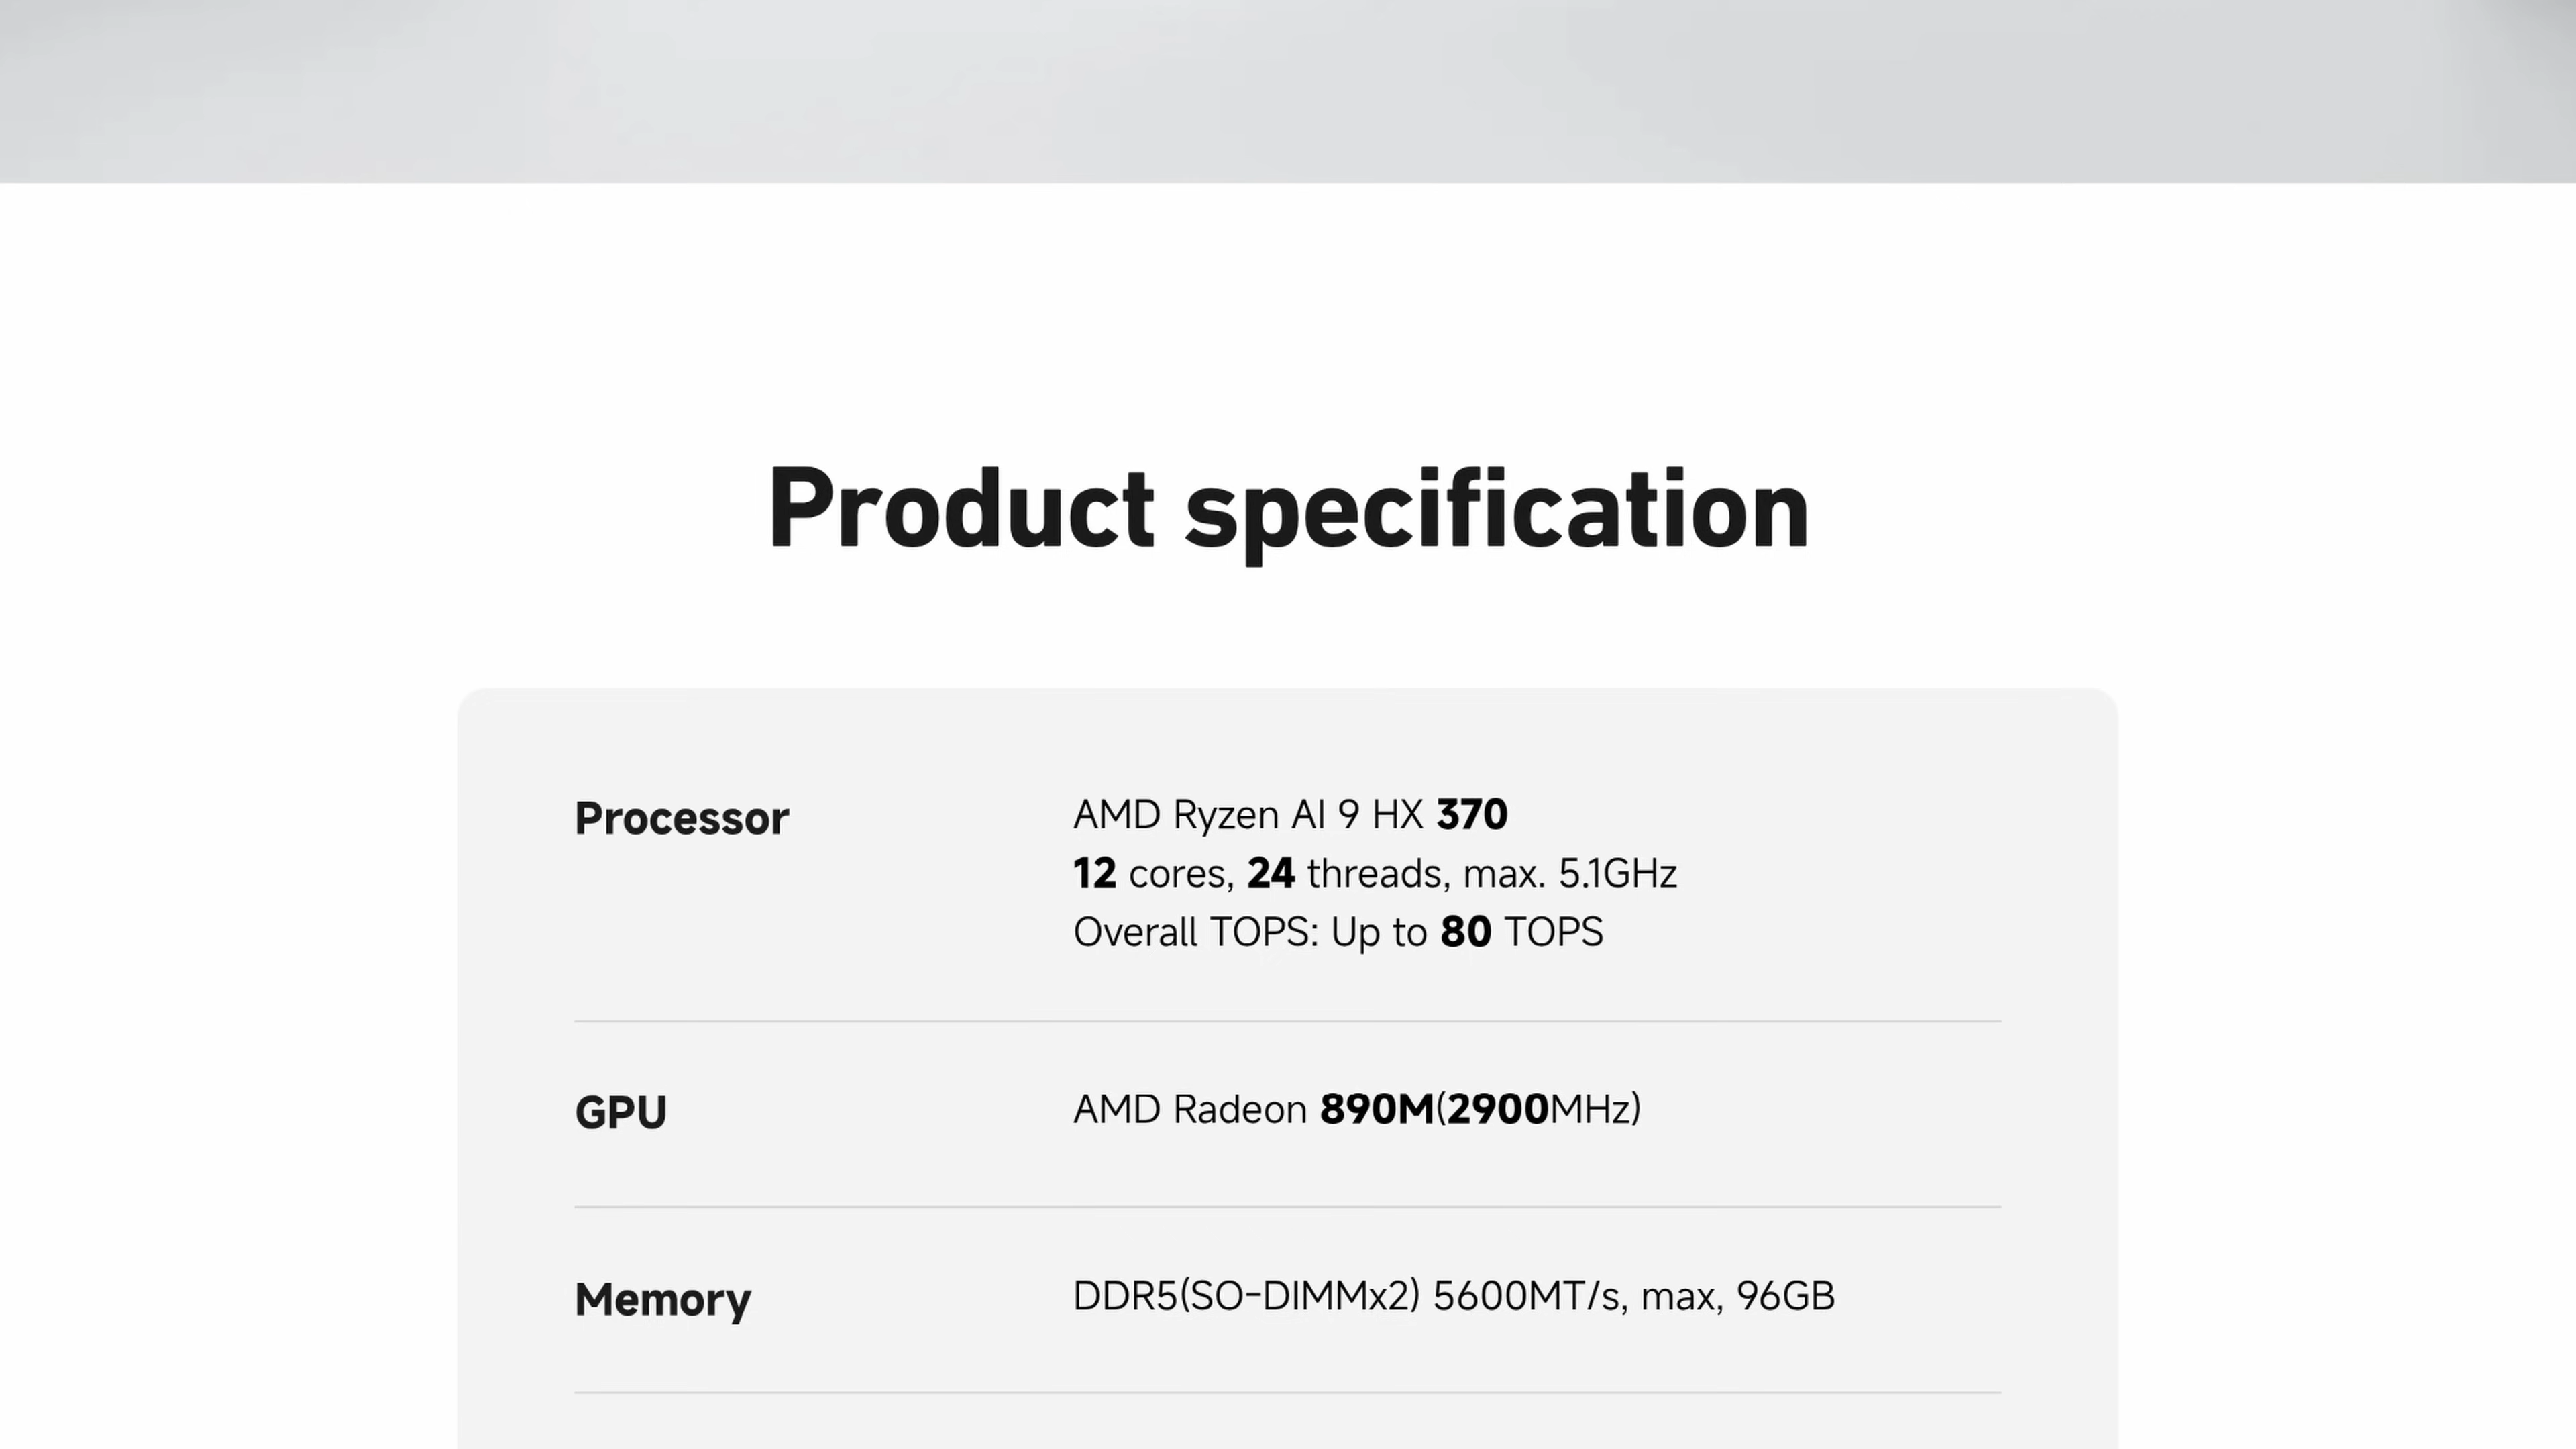 Product specification
Processor
AMD Ryzen AI 9 HX 370
12 cores, 24 threads, max. 5.1GHz
Overall TOPS: Up to 80 TOPS
GPU
AMD Radeon 890M(2900MHz)
Memory
DDR5(SO-DIMMx2) 5600MT/s, max, 96GB